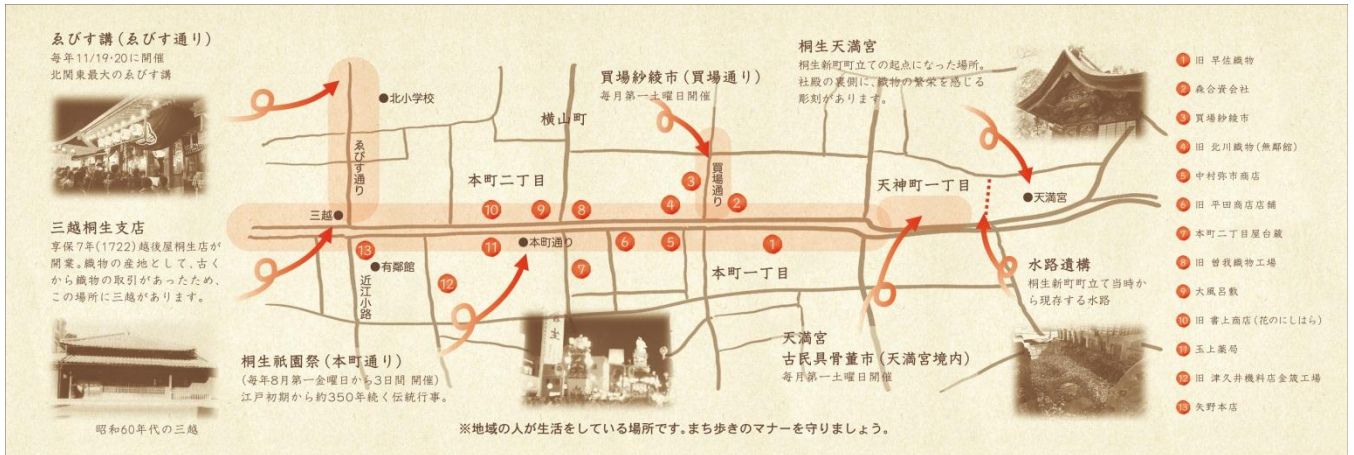 ゑびす講(ゑびす通り)
毎年11/19・20に開催
北関東最大のゑびす講
三越桐生支店
享保7年(1722)越後屋桐生店が
開業。織物の産地として、古く
から織物の取引があったため、
この場所に三越があります。
昭和60年代の三越
桐生祇園祭(本町通り)
(毎年8月第一金曜日から3日間 開催)
江戸初期から約350年続く伝統行事。
買場紗綾市(買場通り)
毎月第一土曜日開催
桐生天満宮
桐生新町町立ての起点になった場所。
社殿の裏側に、織物の繁栄を感じる
彫刻があります。
水路遺構
桐生新町町立て当時か
ら現存する水路
天満宮
古民具骨董市(天満宮境内)
毎月第一土曜日開催
●北小学校
ゑびす通り
横山町
本町二丁目
買場通り
天神町一丁目
●天満宮
三越●
●本町通り
●有鄰館
近江小路
本町一丁目
1
2
3
4
5
6
7
8
9
10
11
12
13
1 旧 早佐織物
2 森合資会社
3 買場紗綾市
4 旧 北川織物(無鄰館)
5 中村弥市商店
6 旧 平田商店店舗
7 本町二丁目屋台蔵
8 旧 曽我織物工場
9 大風呂敷
10 旧 書上商店(花のにしはら)
11 玉上薬局
12 旧 津久井機料店金筬工場
13 矢野本店
※地域の人が生活をしている場所です。まち歩きのマナーを守りましょう。